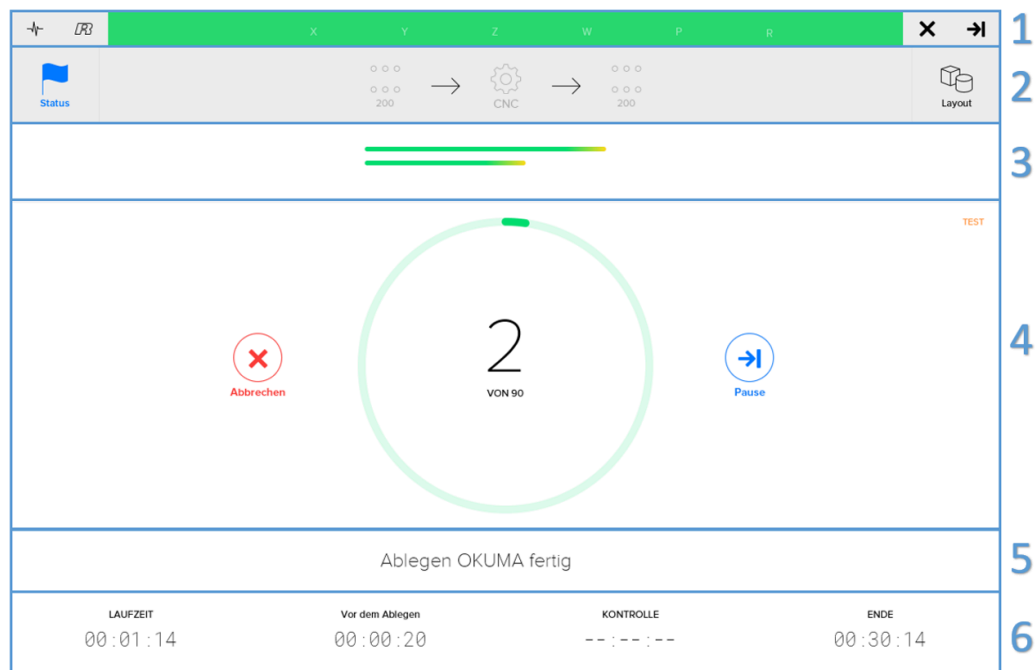 X Y Z W P R 1
Status 200 CNC 200 Layout 2
3
TEST
2
VON 90
Abbrechen Pause 4
Ablegen OKUMA fertig 5
LAUFZEIT Vor dem Ablegen KONTROLLE ENDE
00:01:14 00:00:20 --:--:-- 00:30:14 6